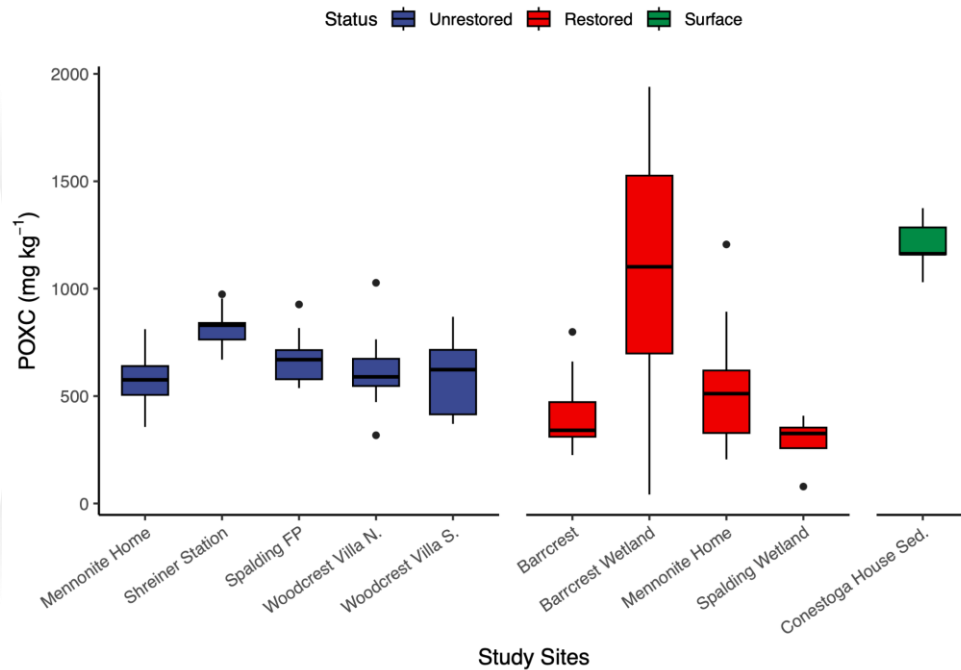 Status Unrestored Restored Surface
2000
1500
1000
500
0
POXC (mg kg⁻¹)
Mennonite Home
Shreiner Station
Spalding FP
Woodcrest Villa N.
Woodcrest Villa S.
Barrcrest
Barrcrest Wetland
Mennonite Home
Spalding Wetland
Conestoga House Sed.
Study Sites